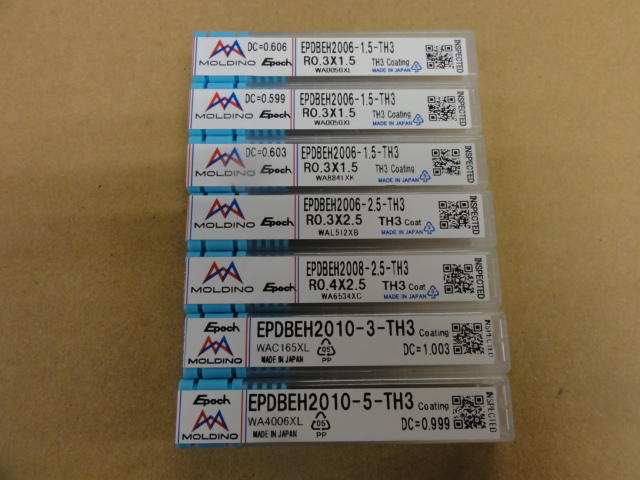 MOLDINO
DC=0.606
Epoch
EPDBEH2006-1.5-TH3
R0.3X1.5 TH3 Coating
WA0050XL MADE IN JAPAN
INSPECTED
MOLDINO
DC=0.599
Epoch
EPDBEH2006-1.5-TH3
R0.3X1.5 TH3 Coating
WA0050XL MADE IN JAPAN
INSPECTED
MOLDINO
DC=0.603
Epoch
EPDBEH2006-1.5-TH3
R0.3X1.5 TH3 Coating
WA8841XK MADE IN JAPAN
INSPECTED
MOLDINO
EPDBEH2006-2.5-TH3
R0.3X2.5 TH3 Coat
WAL512XB MADE IN JAPAN
INSPECTED
MOLDINO
EPDBEH2008-2.5-TH3
R0.4X2.5 TH3 Coat
WA6534XC MADE IN JAPAN
INSPECTED
Epoch
MOLDINO
EPDBEH2010-3-TH3 Coating
WAC165XL 05 DC=1.003
MADE IN JAPAN PP
Epoch
MOLDINO
EPDBEH2010-5-TH3 Coating
WA4006XL 05 DC=0.999
MADE IN JAPAN PP
INSPECTED